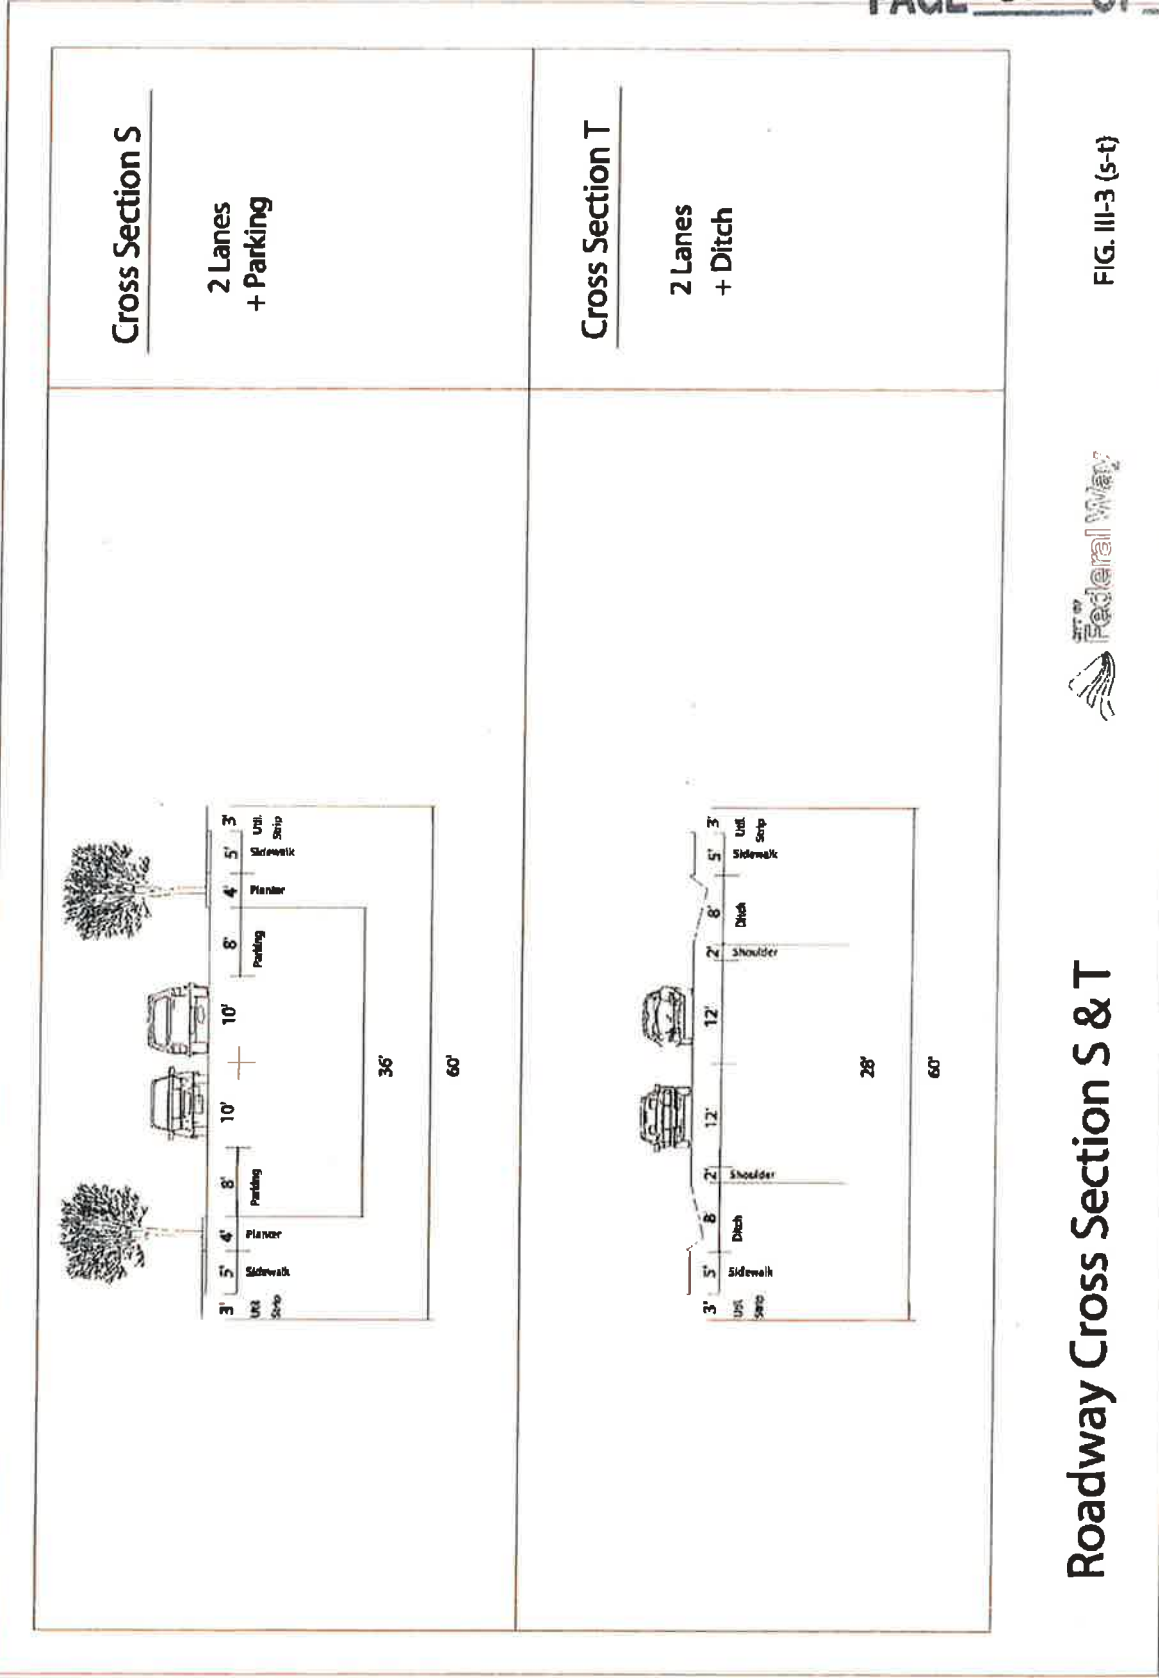 PAGE
OF
Cross Section S
2 Lanes
+ Parking
3' 5' 4' 8' 10' 10' 8' 4' 5' 3'
Util Strip Sidewalk Planter Parking Parking Planter Sidewalk Util. Strip
36'
60'
Cross Section T
2 Lanes
+ Ditch
3' 5' 8' 2' 12' 12' 2' 8' 5' 3'
Util Strip Sidewalk Ditch Shoulder Shoulder Ditch Sidewalk Util. Strip
28'
60'
Roadway Cross Section S & T
CITY OF
Federal Way
FIG. III-3 (s-t)